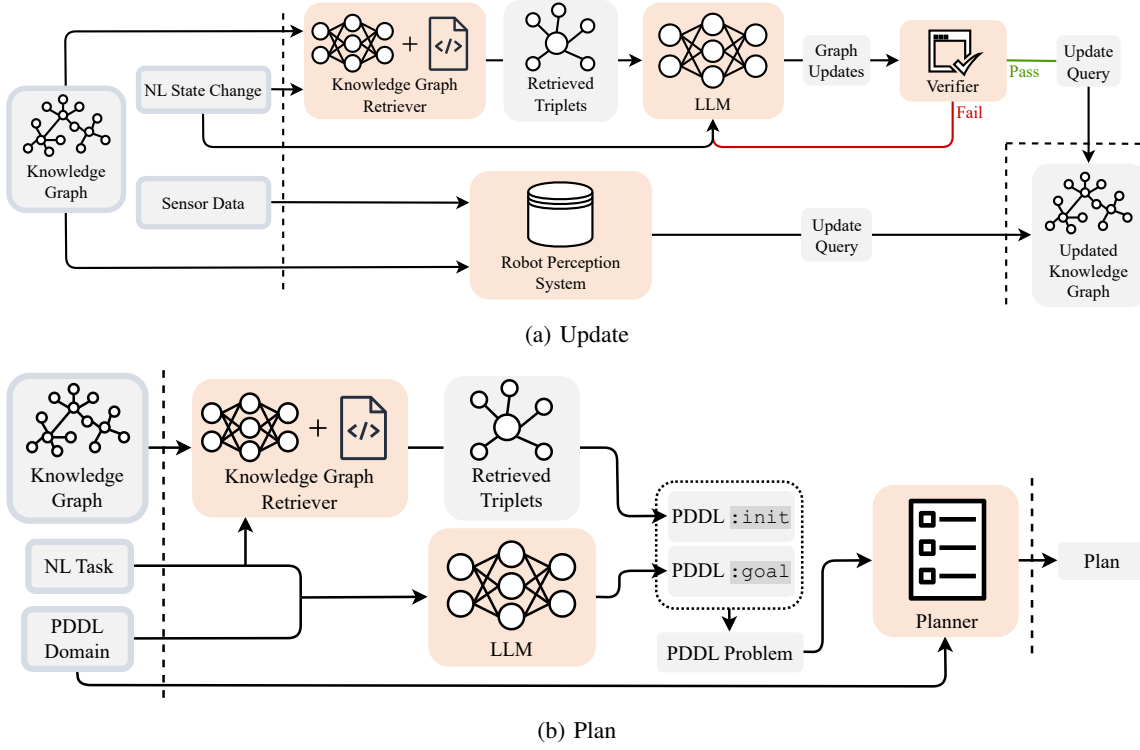 Knowledge
Graph
NL State Change
Sensor Data
</>
Knowledge Graph
Retriever
Retrieved
Triplets
LLM
Graph
Updates
Verifier
Pass
Fail
Update
Query
Robot Perception
System
Update
Query
Updated
Knowledge
Graph
(a) Update
Knowledge
Graph
NL Task
PDDL
Domain
</>
Knowledge Graph
Retriever
Retrieved
Triplets
LLM
PDDL :init
PDDL :goal
PDDL Problem
Planner
Plan
(b) Plan